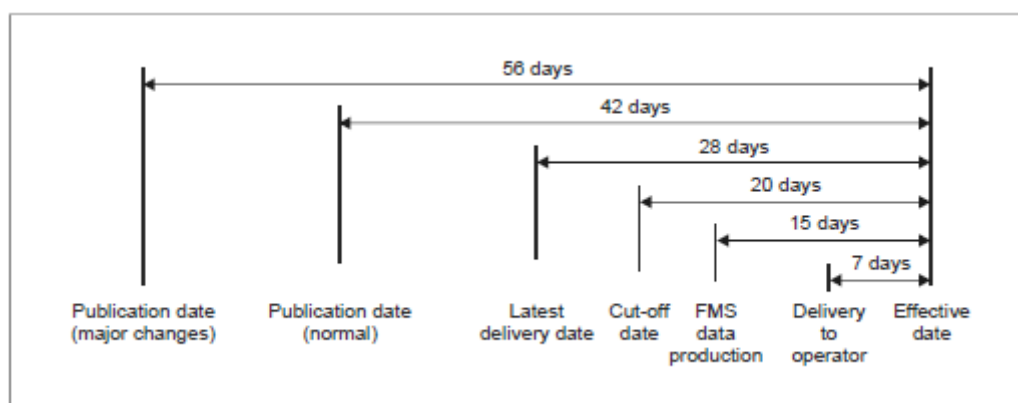 56 days
42 days
28 days
20 days
15 days
7 days
Publication date
(major changes)
Publication date
(normal)
Latest
delivery date
Cut-off
date
FMS
data
production
Delivery
to
operator
Effective
date